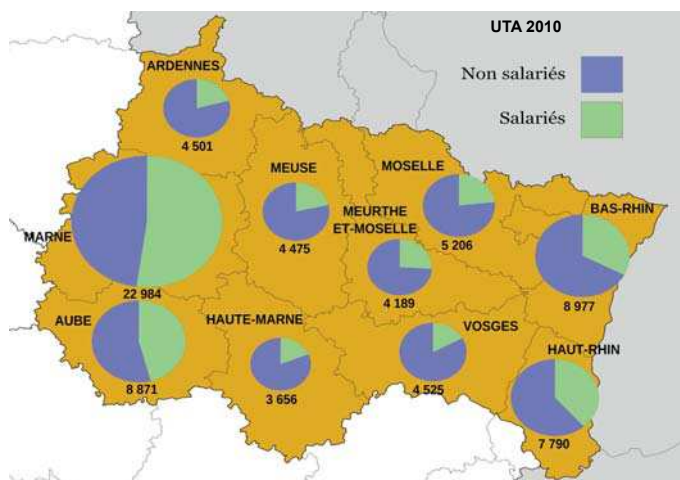 UTA 2010
Non salariés
Salariés
ARDENNES
4 501
MEUSE
4 475
MOSELLE
5 206
MEURTHE
ET-MOSELLE
4 189
BAS-RHIN
8 977
MARNE
22 984
AUBE
8 871
HAUTE-MARNE
3 656
VOSGES
4 525
HAUT-RHIN
7 790